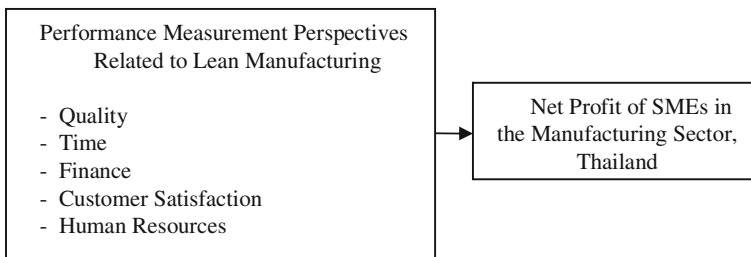 Performance Measurement Perspectives
Related to Lean Manufacturing
- Quality
- Time
- Finance
- Customer Satisfaction
- Human Resources
Net Profit of SMEs in
the Manufacturing Sector,
Thailand